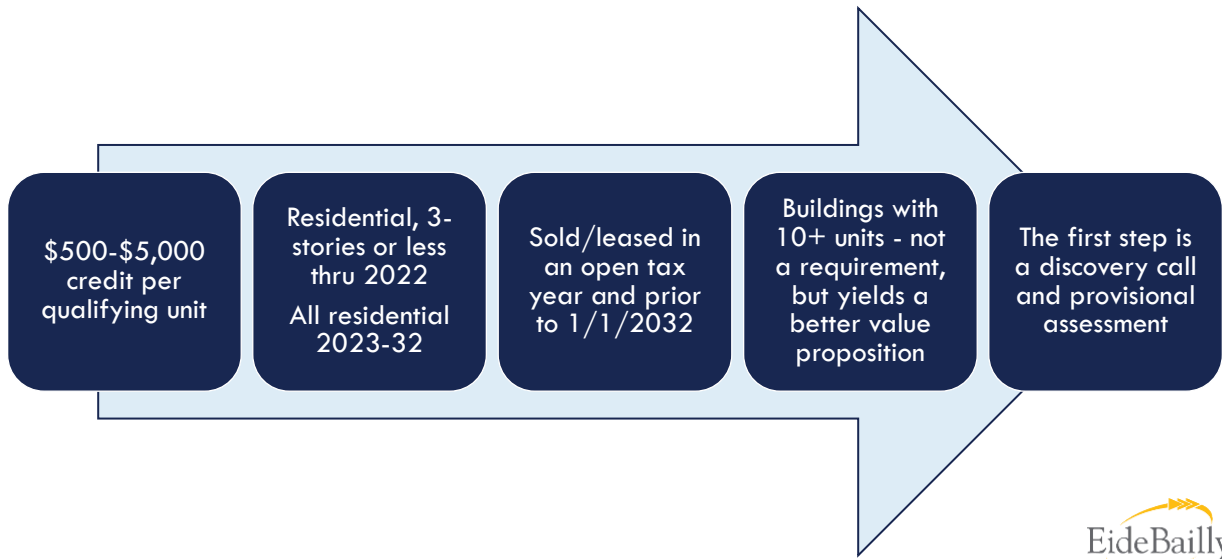 $500-$5,000
credit per
qualifying unit
Residential, 3-
stories or less
thru 2022
All residential
2023-32
Sold/leased in
an open tax
year and prior
to 1/1/2032
Buildings with
10+ units - not
a requirement,
but yields a
better value
proposition
The first step is
a discovery call
and provisional
assessment
EideBailly